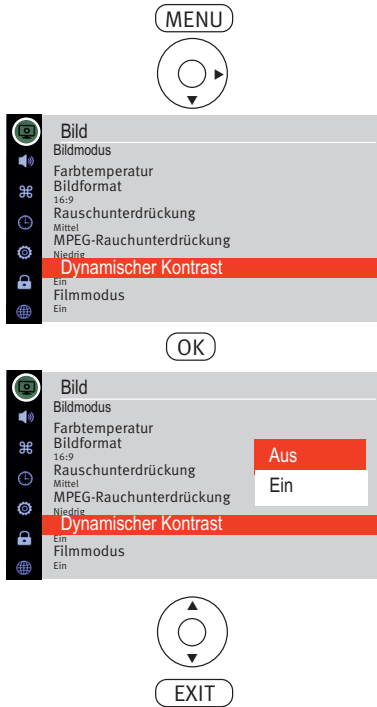 MENU
Bild
Bildmodus
Farbtemperatur
Bildformat
16:9
Rauschunterdrückung
Mittel
MPEG-Rauchunterdrückung
Niedrig
Dynamischer Kontrast
Ein
Filmmodus
Ein
OK
Bild
Bildmodus
Farbtemperatur
Bildformat
16:9
Rauschunterdrückung
Mittel
MPEG-Rauchunterdrückung
Niedrig
Dynamischer Kontrast
Ein
Filmmodus
Ein
Aus
Ein
EXIT